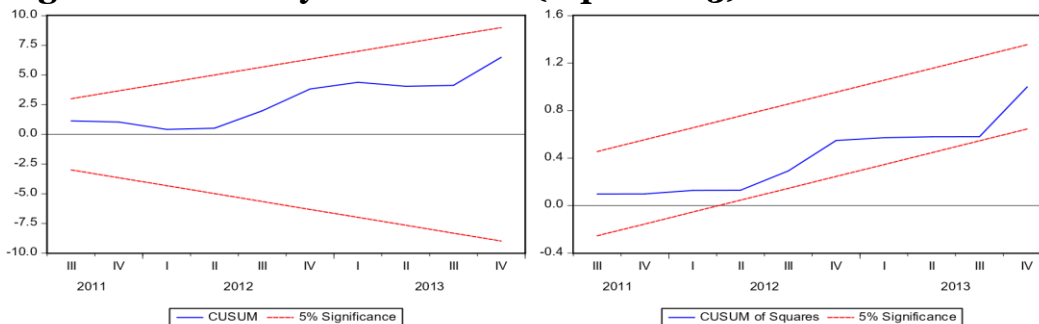 10.0
7.5
5.0
2.5
0.0
-2.5
-5.0
-7.5
-10.0
III IV I II III IV I II III IV
2011 2012 2013
CUSUM 5% Significance
1.6
1.2
0.8
0.4
0.0
-0.4
III IV I II III IV I II III IV
2011 2012 2013
CUSUM of Squares 5% Significance